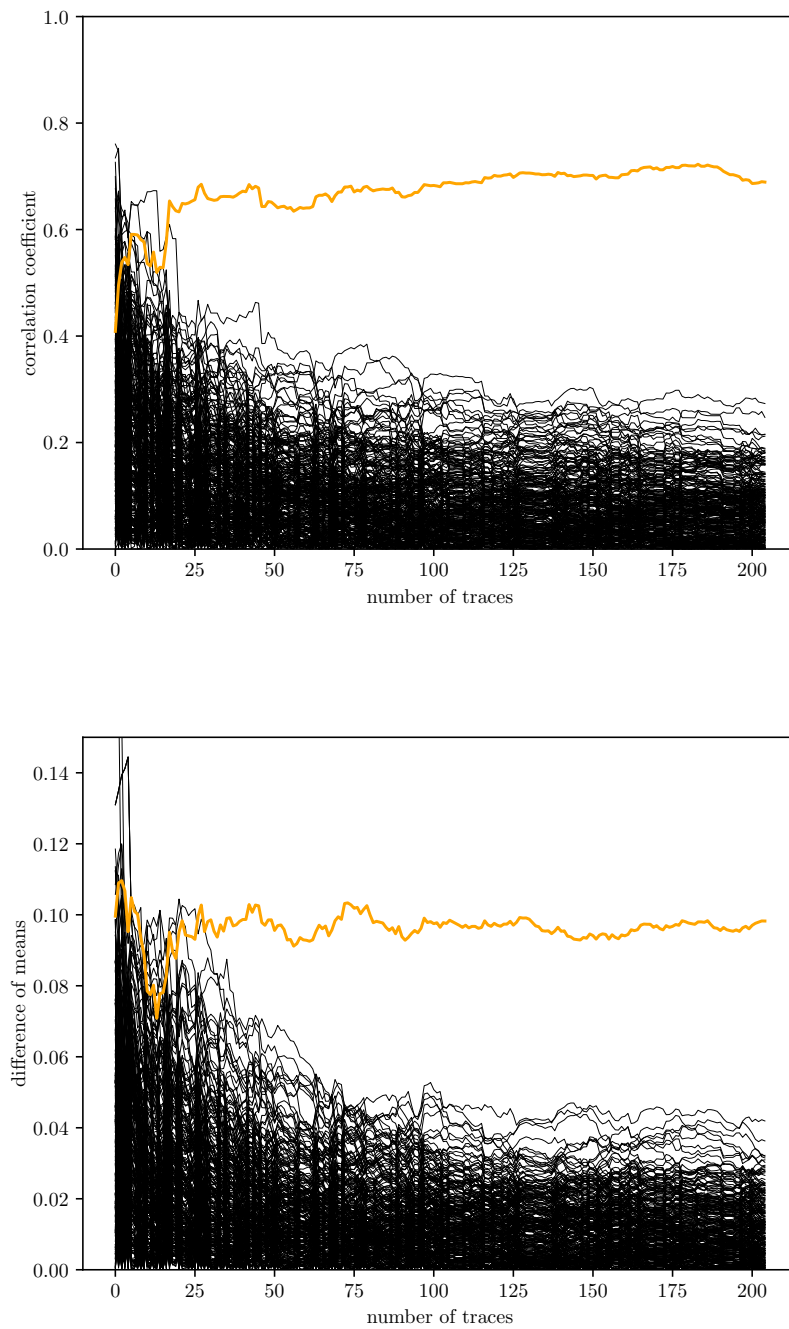 1.0
0.8
0.6
0.4
0.2
0.0
correlation coefficient
0 25 50 75 100 125 150 175 200
number of traces
0.14
0.12
0.10
0.08
0.06
0.04
0.02
0.00
difference of means
0 25 50 75 100 125 150 175 200
number of traces